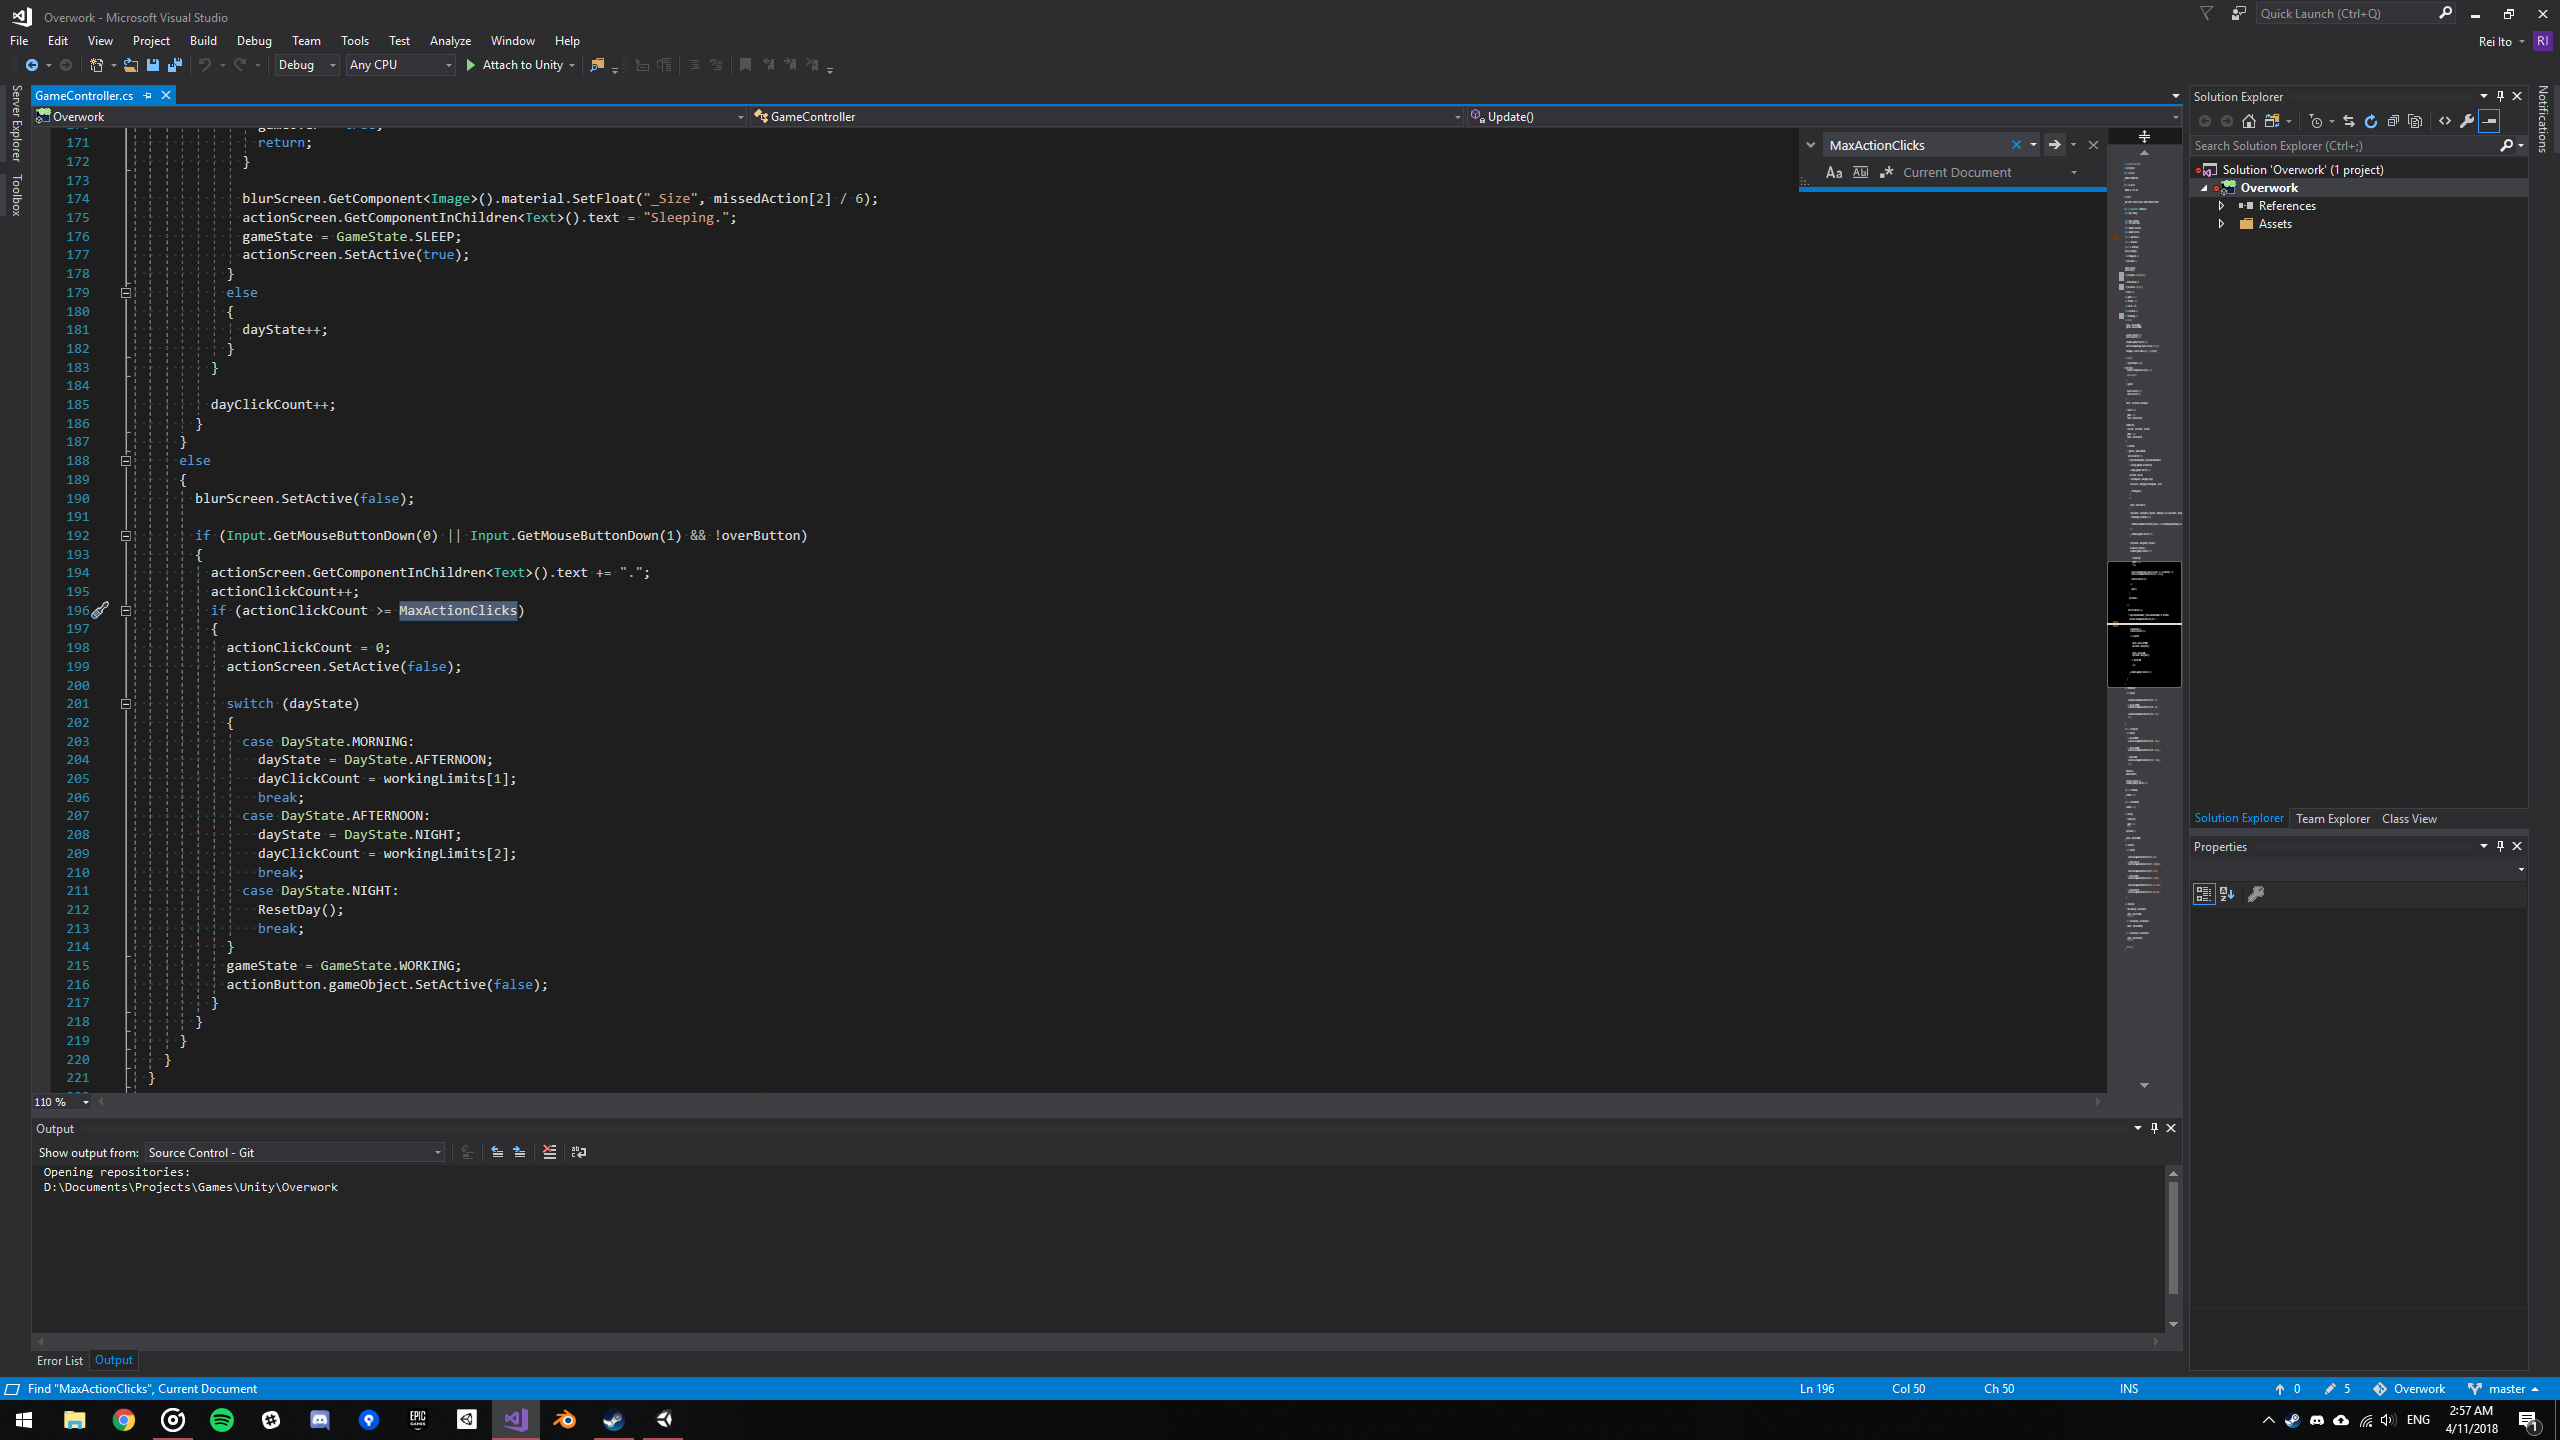 Overwork - Microsoft Visual Studio
Quick Launch (Ctrl+Q)
File Edit View Project Build Debug Team Tools Test Analyze Window Help
Rei Ito RI
Debug Any CPU Attach to Unity
Server Explorer
Toolbox
Notifications
GameController.cs
Overwork GameController Update()
MaxActionClicks
Aa Ab Current Document
171 return;
172 }
173
174 blurScreen.GetComponent<Image>().material.SetFloat("_Size", missedAction[2] / 6);
175 actionScreen.GetComponentInChildren<Text>().text = "Sleeping.";
176 gameState = GameState.SLEEP;
177 actionScreen.SetActive(true);
178 }
179 else
180 {
181 dayState++;
182 }
183 }
184
185 dayClickCount++;
186 }
187 }
188 else
189 {
190 blurScreen.SetActive(false);
191
192 if (Input.GetMouseButtonDown(0) || Input.GetMouseButtonDown(1) && !overButton)
193 {
194 actionScreen.GetComponentInChildren<Text>().text += ".";
195 actionClickCount++;
196 if (actionClickCount >= MaxActionClicks)
197 {
198 actionClickCount = 0;
199 actionScreen.SetActive(false);
200
201 switch (dayState)
202 {
203 case DayState.MORNING:
204 dayState = DayState.AFTERNOON;
205 dayClickCount = workingLimits[1];
206 break;
207 case DayState.AFTERNOON:
208 dayState = DayState.NIGHT;
209 dayClickCount = workingLimits[2];
210 break;
211 case DayState.NIGHT:
212 ResetDay();
213 break;
214 }
215 gameState = GameState.WORKING;
216 actionButton.gameObject.SetActive(false);
217 }
218 }
219 }
220 }
221 }
110 %
Solution Explorer
Search Solution Explorer (Ctrl+;)
Solution 'Overwork' (1 project)
Overwork
References
Assets
Solution Explorer Team Explorer Class View
Properties
Output
Show output from: Source Control - Git
Opening repositories:
D:\Documents\Projects\Games\Unity\Overwork
Error List Output
Find "MaxActionClicks", Current Document
Ln 196 Col 50 Ch 50 INS 0 5 Overwork master
EPIC GAMES
ENG
2:57 AM
4/11/2018
1